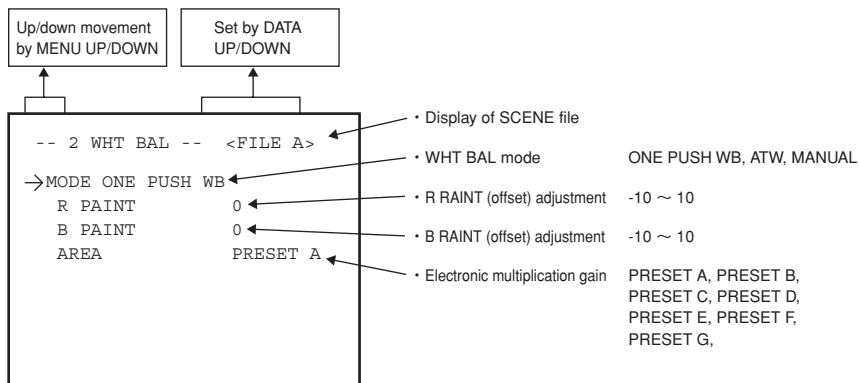 Up/down movement
by MENU UP/DOWN
Set by DATA
UP/DOWN
-- 2 WHT BAL -- <FILE A>
→MODE ONE PUSH WB
R PAINT 0
B PAINT 0
AREA PRESET A
・Display of SCENE file
・WHT BAL mode ONE PUSH WB, ATW, MANUAL
・R RAINT (offset) adjustment -10 ~ 10
・B RAINT (offset) adjustment -10 ~ 10
・Electronic multiplication gain PRESET A, PRESET B,
PRESET C, PRESET D,
PRESET E, PRESET F,
PRESET G,